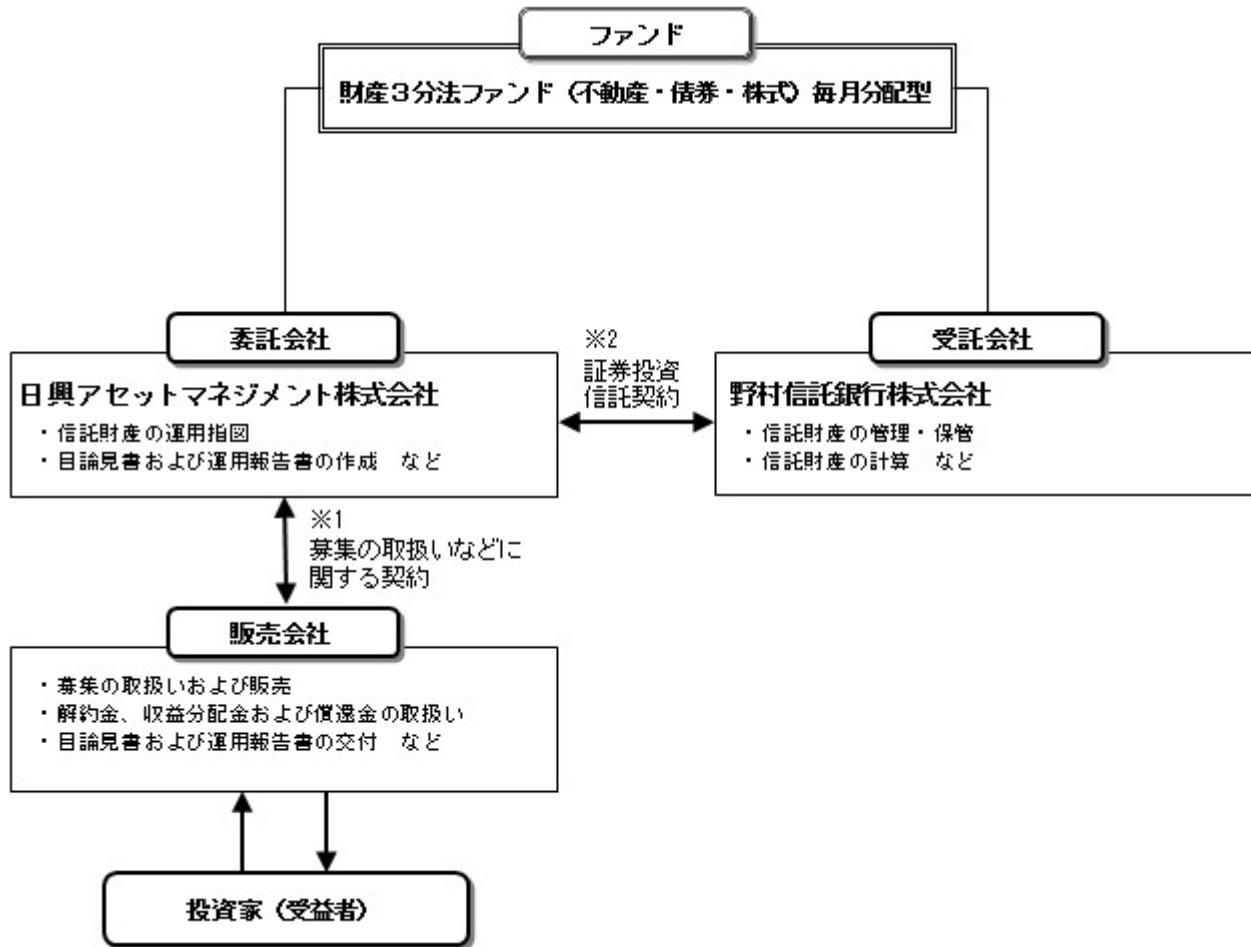 ファンド
財産3分法ファンド(不動産・債券・株式)毎月分配型
委託会社
日興アセットマネジメント株式会社
・信託財産の運用指図
・目論見書および運用報告書の作成 など
※2
証券投資
信託契約
受託会社
野村信託銀行株式会社
・信託財産の管理・保管
・信託財産の計算 など
※1
募集の取扱いなどに
関する契約
販売会社
・募集の取扱いおよび販売
・解約金、収益分配金および償還金の取扱い
・目論見書および運用報告書の交付 など
投資家(受益者)